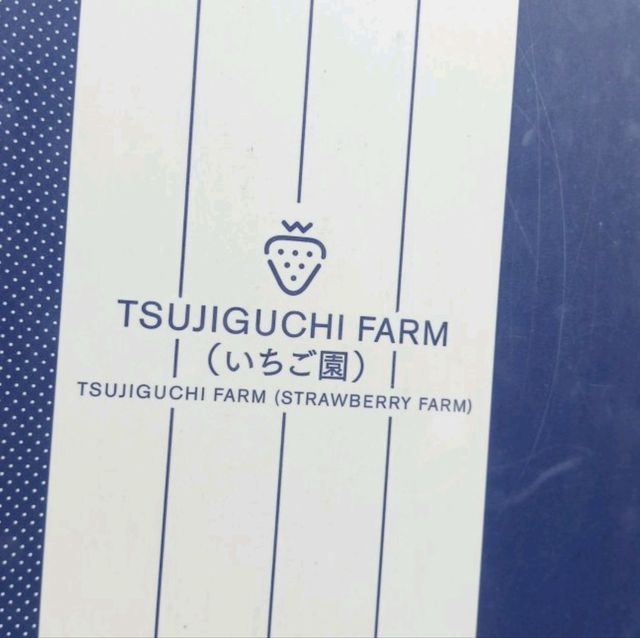 TSUJIGUCHI FARM
（いちご園）
TSUJIGUCHI FARM (STRAWBERRY FARM)